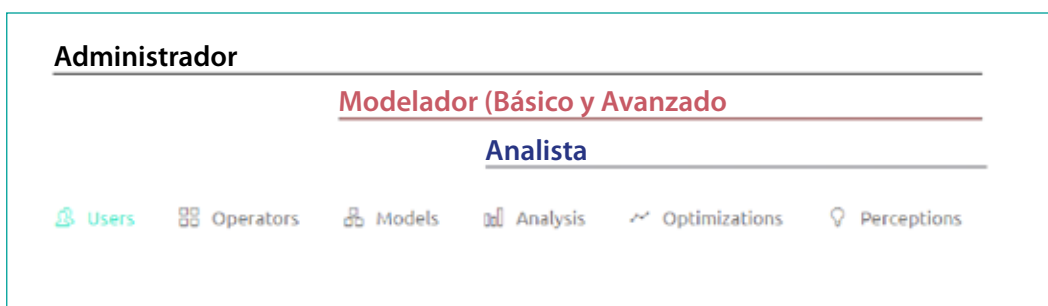 Administrador
Modelador (Básico y Avanzado
Analista
Users Operators Models Analysis Optimizations Perceptions